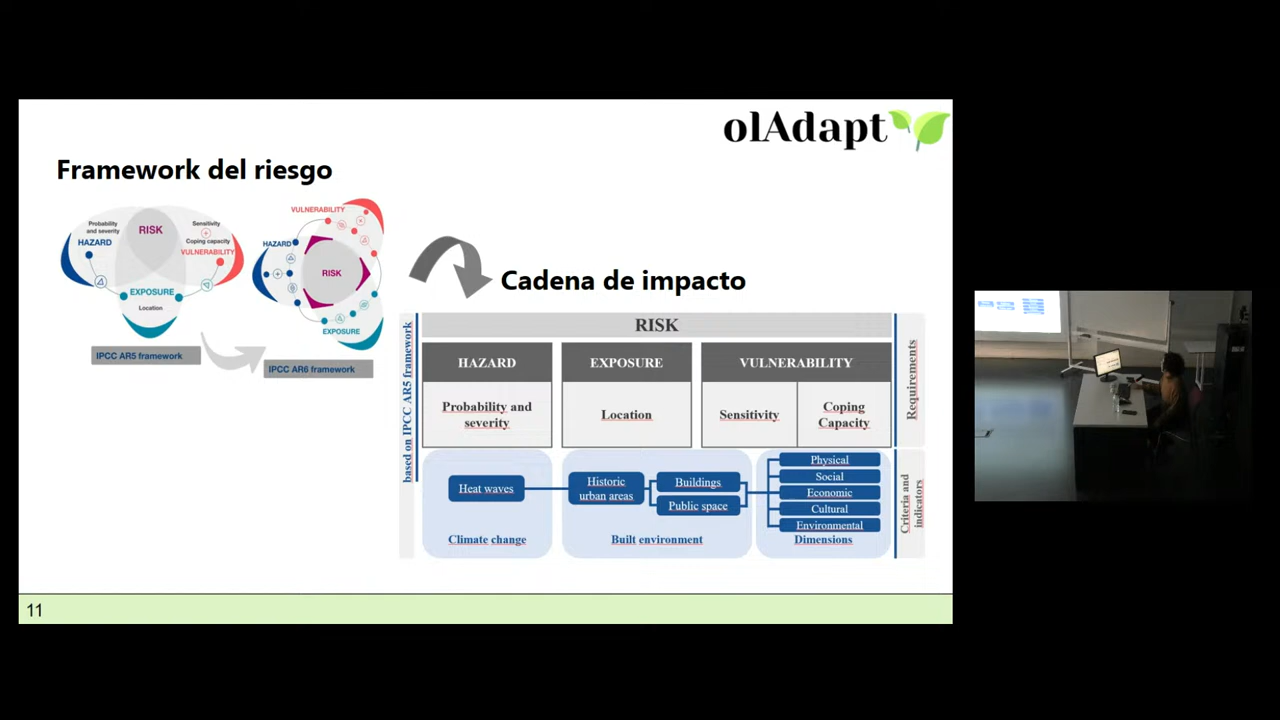 olAdapt
Framework del riesgo
Probability
and severity
HAZARD
RISK
Sensitivity
+
Coping capacity
VULNERABILITY
EXPOSURE
Location
IPCC AR5 framework
VULNERABILITY
HAZARD
RISK
EXPOSURE
IPCC AR6 framework
Cadena de impacto
based on IPCC AR5 framework
RISK
HAZARD
EXPOSURE
VULNERABILITY
Probability and
severity
Location
Sensitivity
Coping
Capacity
Requirements
Heat waves
Historic
urban areas
Buildings
Public space
Physical
Social
Economic
Cultural
Environmental
Climate change
Built environment
Dimensions
Criteria and
indicators
11